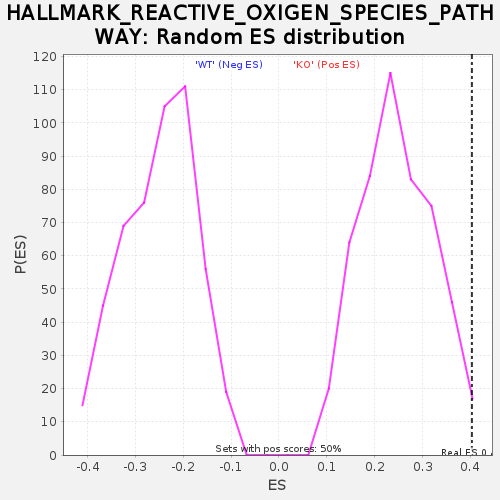 HALLMARK_REACTIVE_OXIGEN_SPECIES_PATH
WAY: Random ES distribution
'WT' (Neg ES) 'KO' (Pos ES)
120
110
100
90
80
70
60
50
40
30
20
10
0
P(ES)
Sets with pos scores: 50%
Real ES 0.
-0.4 -0.3 -0.2 -0.1 0.0 0.1 0.2 0.3 0.4
ES